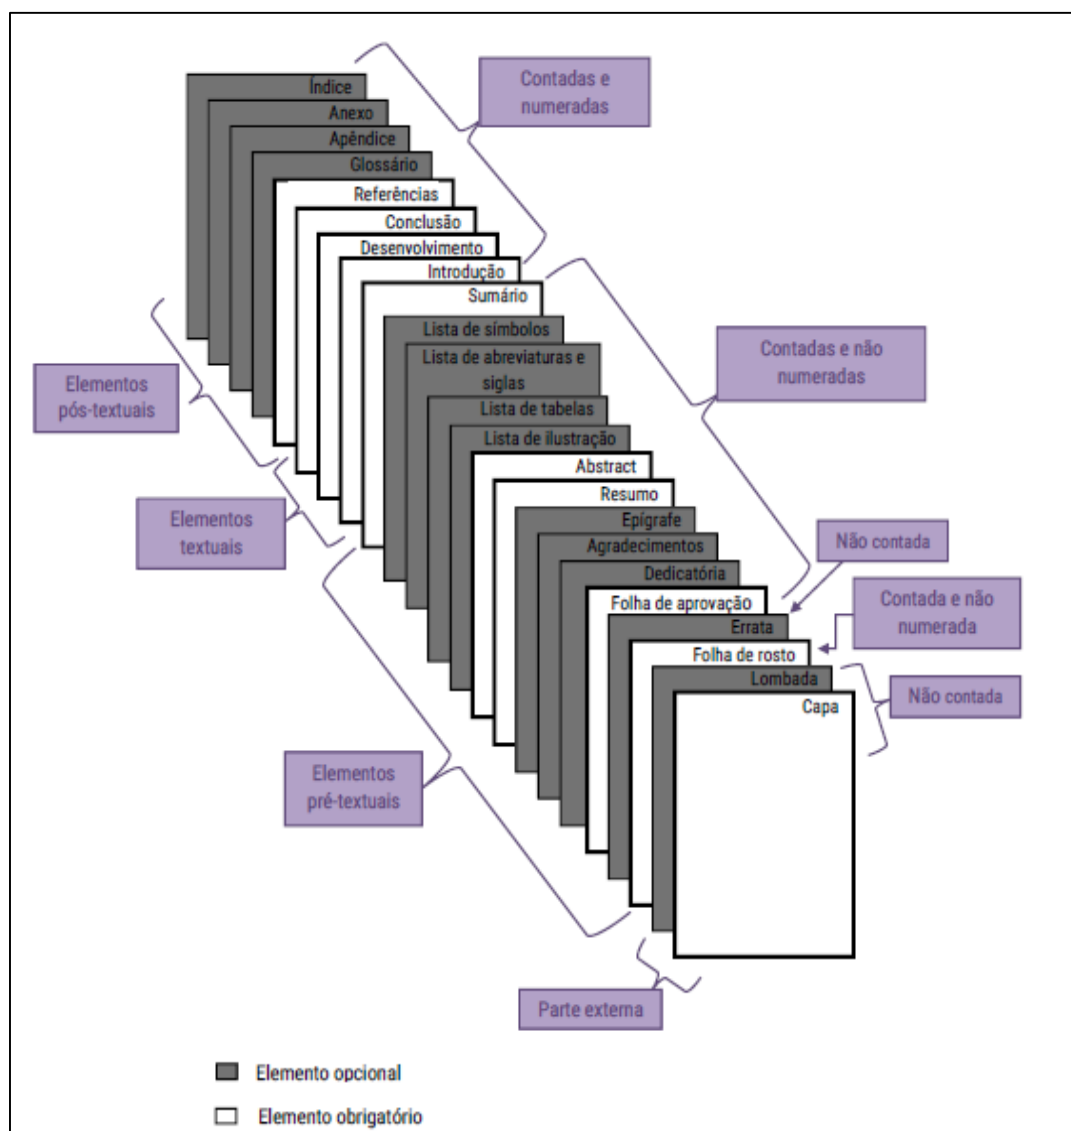 Índice
Contadas e
numeradas
Anexo
Apêndice
Glossário
Referências
Conclusão
Desenvolvimento
Introdução
Sumário
Lista de símbolos
Contadas e não
numeradas
Lista de abreviaturas e
siglas
Elementos
pós-textuais
Lista de tabelas
Lista de ilustração
Abstract
Resumo
Elementos
textuais
Epígrafe
Agradecimentos
Não contada
Dedicatória
Folha de aprovação
Contada e não
numerada
Errata
Folha de rosto
Lombada
Não contada
Capa
Elementos
pré-textuais
Parte externa
Elemento opcional
Elemento obrigatório